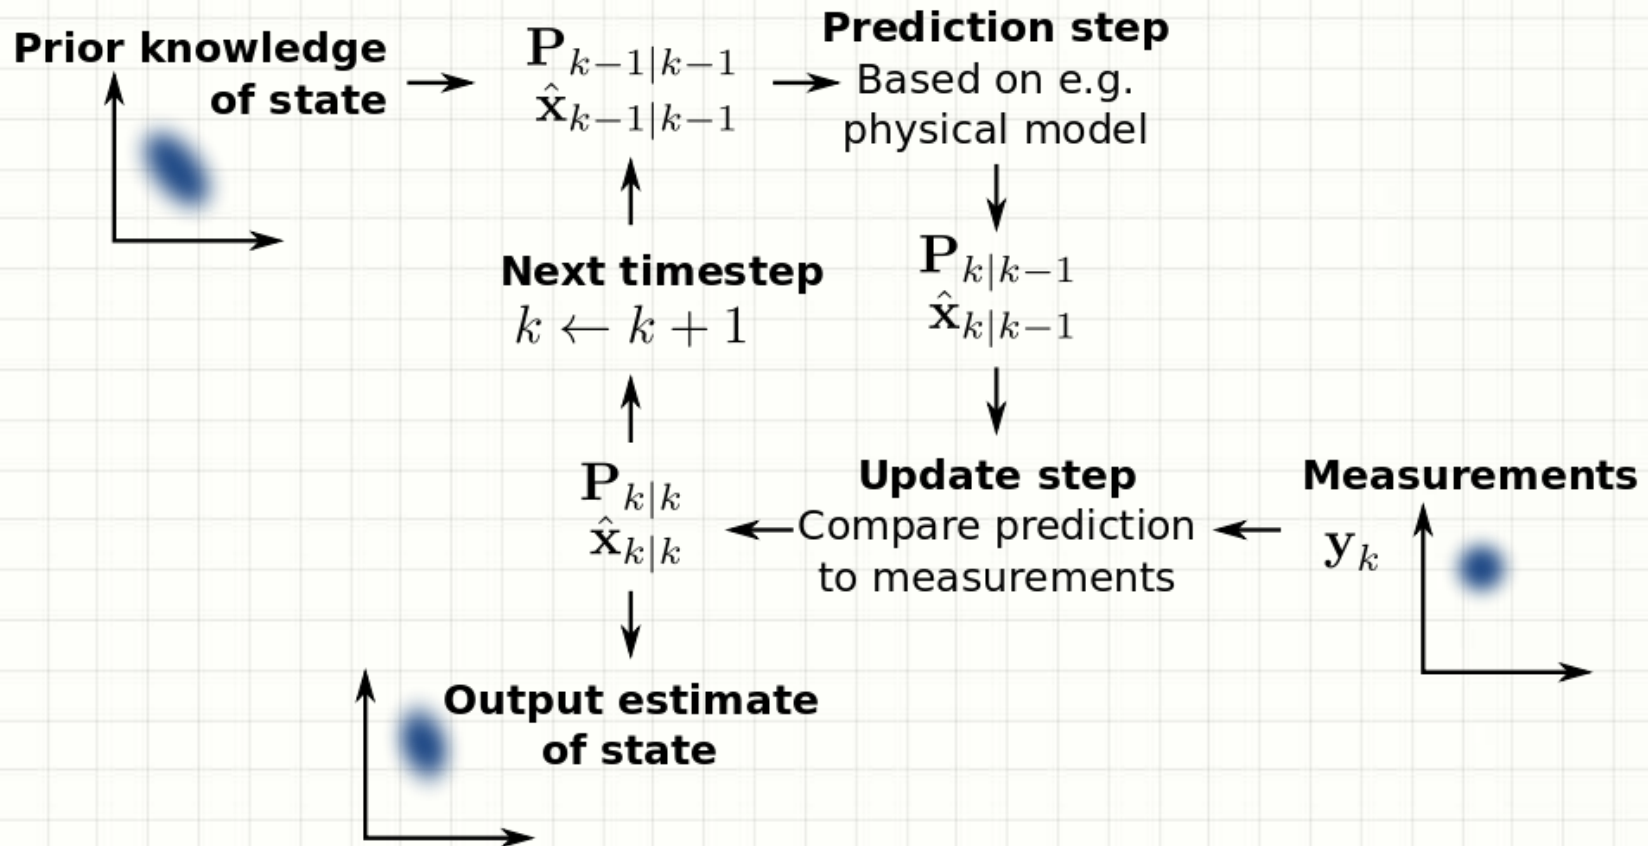 Prior knowledge
of state
P_{k−1|k−1}
x̂_{k−1|k−1}
Prediction step
Based on e.g.
physical model
Next timestep
k ← k + 1
P_{k|k−1}
x̂_{k|k−1}
P_{k|k}
x̂_{k|k}
Update step
Compare prediction
to measurements
Measurements
y_k
Output estimate
of state